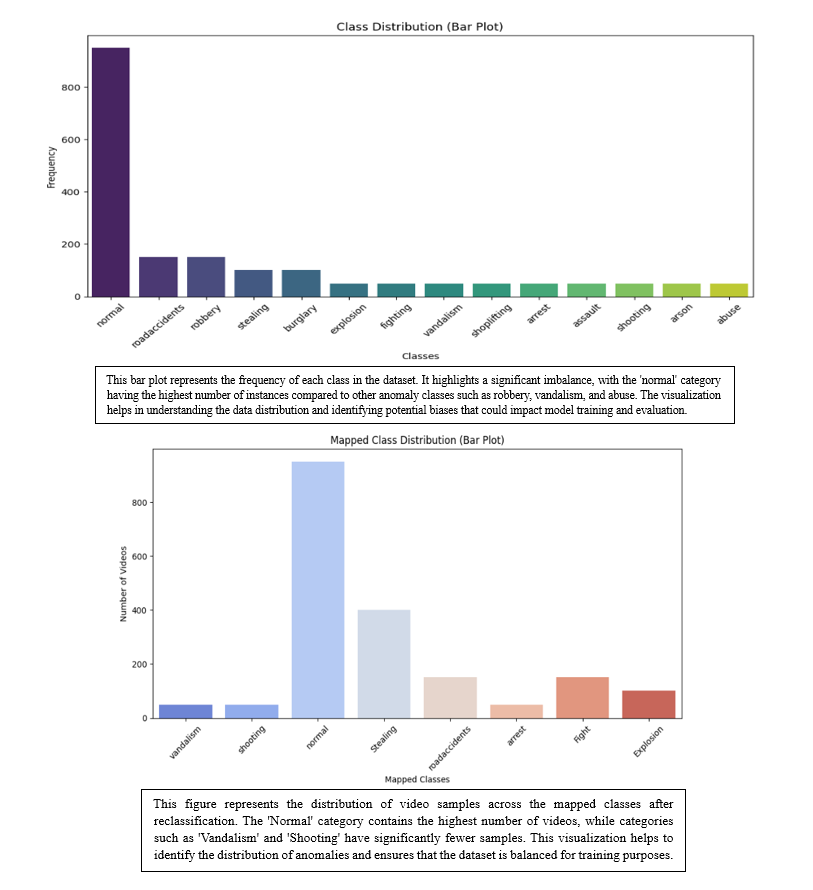 Class Distribution (Bar Plot)
Frequency
800
600
400
200
0
normal
roadaccidents
robbery
stealing
burglary
explosion
fighting
vandalism
shoplifting
arrest
assault
shooting
arson
abuse
Classes
This bar plot represents the frequency of each class in the dataset. It highlights a significant imbalance, with the 'normal' category
having the highest number of instances compared to other anomaly classes such as robbery, vandalism, and abuse. The visualization
helps in understanding the data distribution and identifying potential biases that could impact model training and evaluation.
Mapped Class Distribution (Bar Plot)
Number of Videos
800
600
400
200
0
vandalism
shooting
normal
Stealing
roadaccidents
arrest
Fight
Explosion
Mapped Classes
This figure represents the distribution of video samples across the mapped classes after
reclassification. The 'Normal' category contains the highest number of videos, while categories
such as 'Vandalism' and 'Shooting' have significantly fewer samples. This visualization helps to
identify the distribution of anomalies and ensures that the dataset is balanced for training purposes.